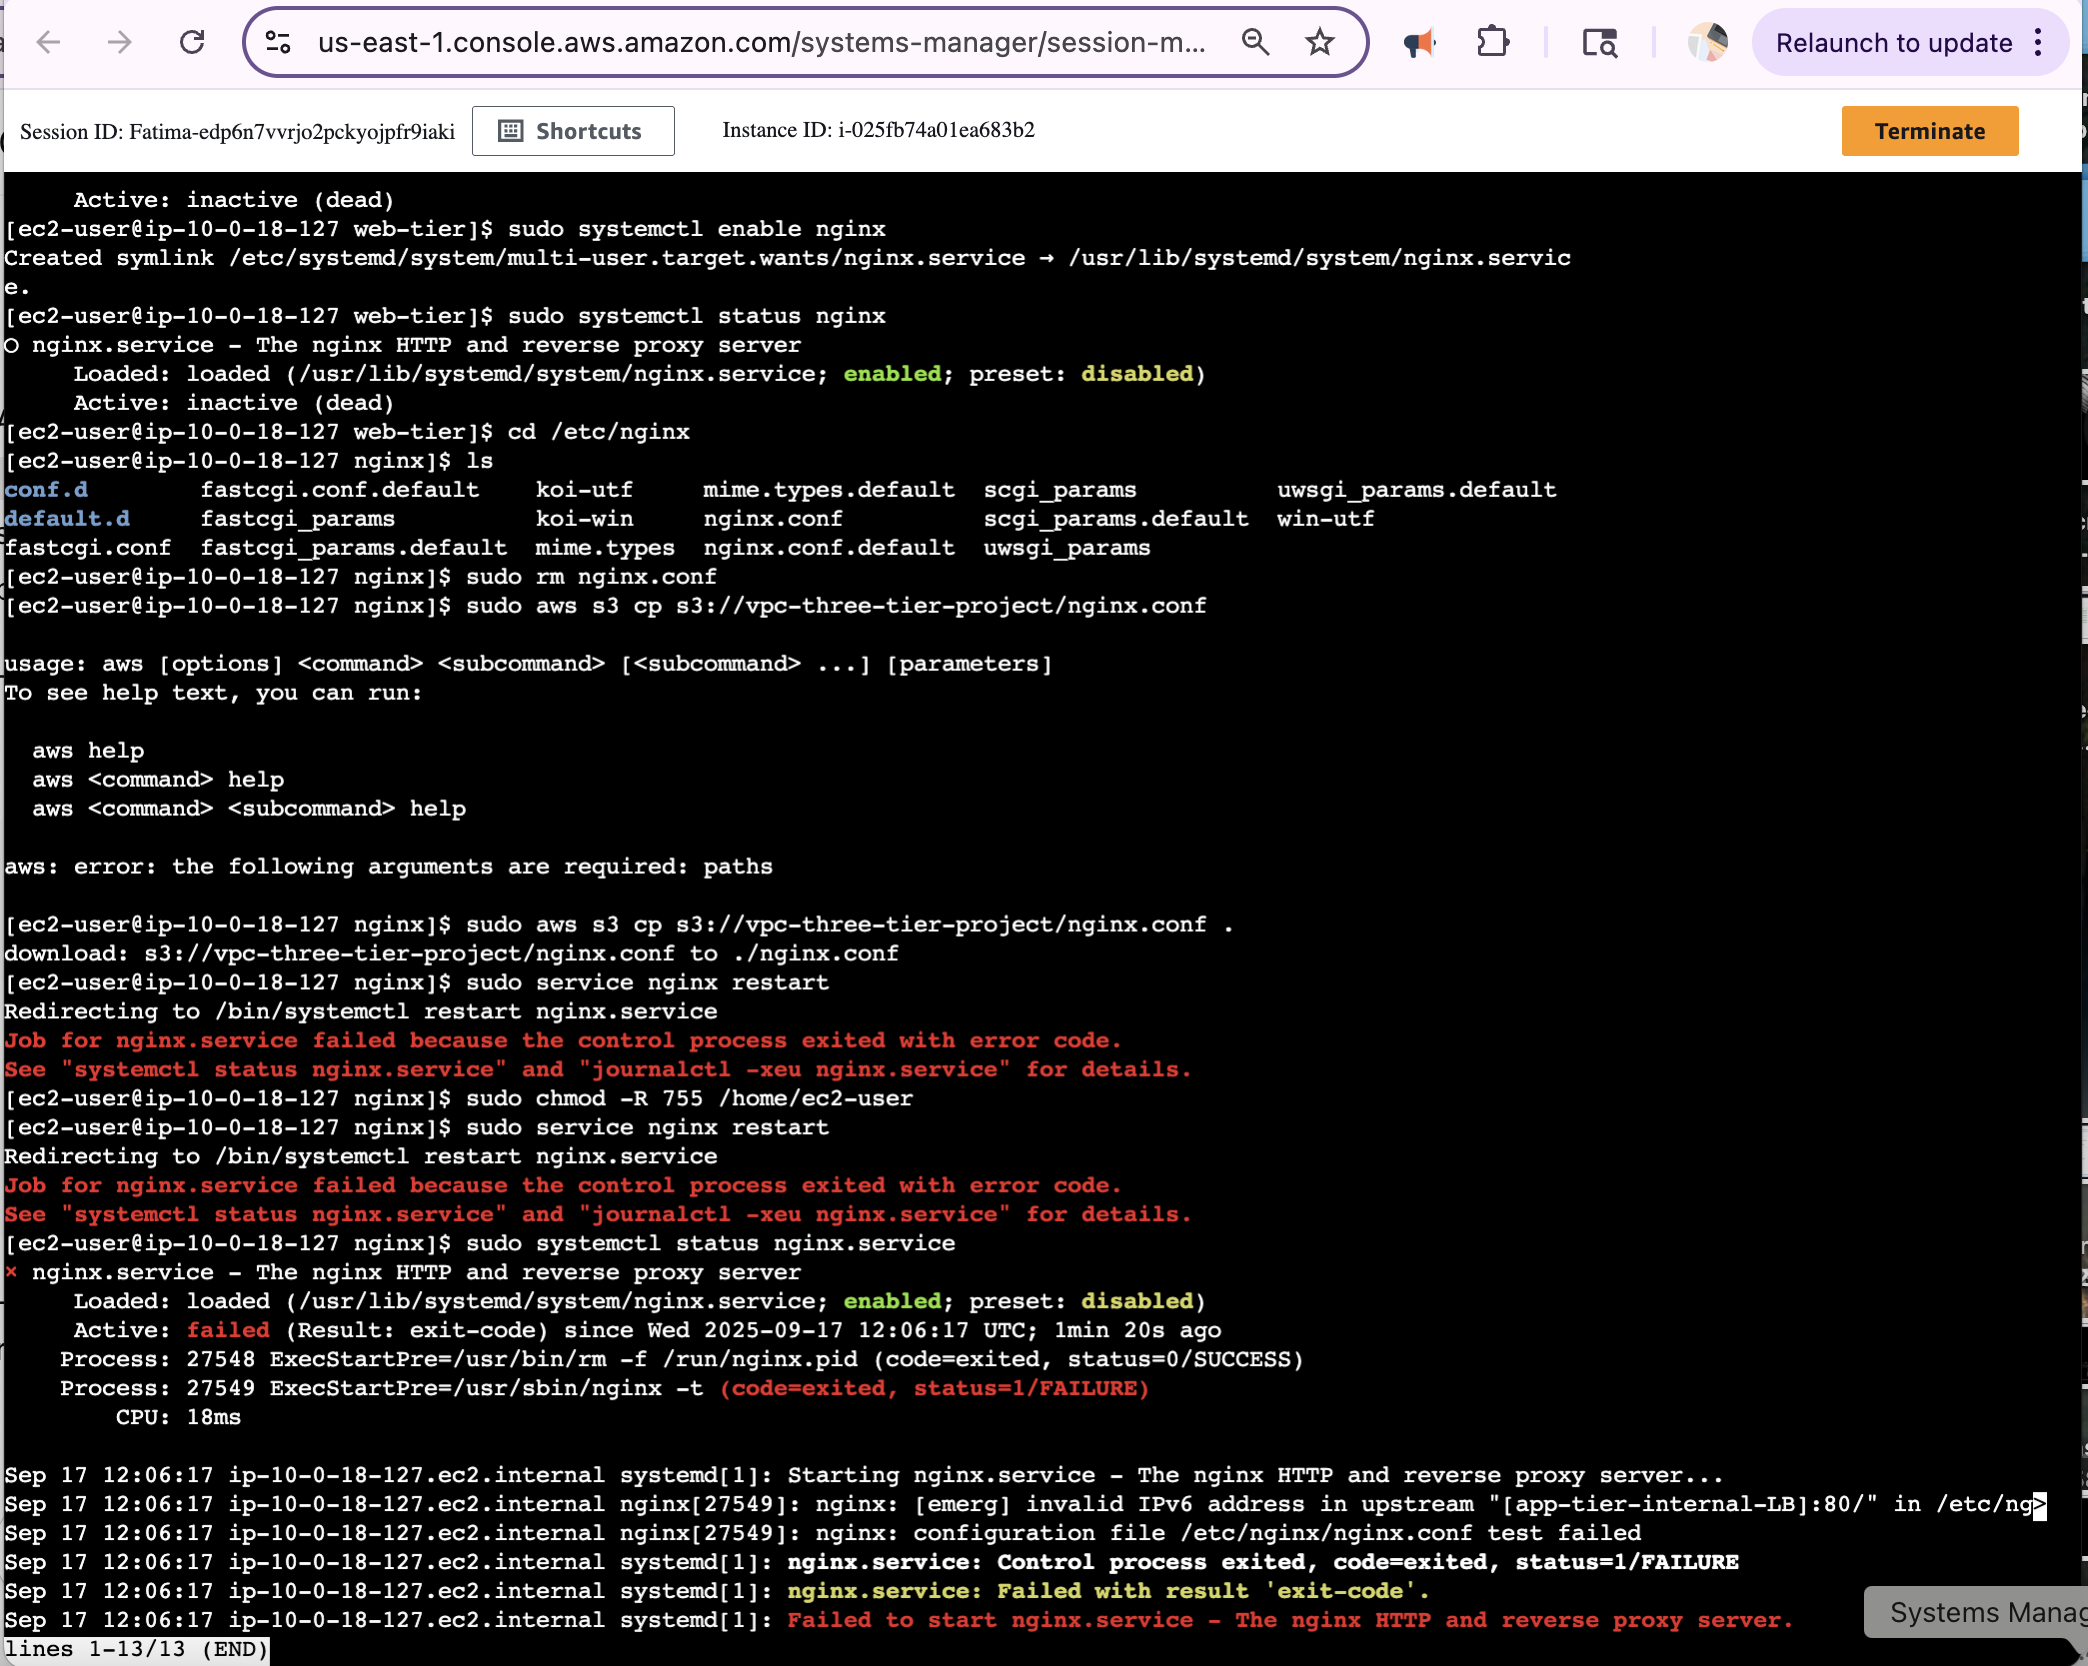 us-east-1.console.aws.amazon.com/systems-manager/session-m...
Relaunch to update
Session ID: Fatima-edp6n7vvrjo2pckyojpfr9iaki
Shortcuts
Instance ID: i-025fb74a01ea683b2
Terminate
     Active: inactive (dead)
[ec2-user@ip-10-0-18-127 web-tier]$ sudo systemctl enable nginx
Created symlink /etc/systemd/system/multi-user.target.wants/nginx.service → /usr/lib/systemd/system/nginx.servic
e.
[ec2-user@ip-10-0-18-127 web-tier]$ sudo systemctl status nginx
○ nginx.service - The nginx HTTP and reverse proxy server
     Loaded: loaded (/usr/lib/systemd/system/nginx.service; enabled; preset: disabled)
     Active: inactive (dead)
[ec2-user@ip-10-0-18-127 web-tier]$ cd /etc/nginx
[ec2-user@ip-10-0-18-127 nginx]$ ls
conf.d        fastcgi.conf.default    koi-utf     mime.types.default  scgi_params          uwsgi_params.default
default.d     fastcgi_params          koi-win     nginx.conf          scgi_params.default  win-utf
fastcgi.conf  fastcgi_params.default  mime.types  nginx.conf.default  uwsgi_params
[ec2-user@ip-10-0-18-127 nginx]$ sudo rm nginx.conf
[ec2-user@ip-10-0-18-127 nginx]$ sudo aws s3 cp s3://vpc-three-tier-project/nginx.conf
usage: aws [options] <command> <subcommand> [<subcommand> ...] [parameters]
To see help text, you can run:
  aws help
  aws <command> help
  aws <command> <subcommand> help
aws: error: the following arguments are required: paths
[ec2-user@ip-10-0-18-127 nginx]$ sudo aws s3 cp s3://vpc-three-tier-project/nginx.conf .
download: s3://vpc-three-tier-project/nginx.conf to ./nginx.conf
[ec2-user@ip-10-0-18-127 nginx]$ sudo service nginx restart
Redirecting to /bin/systemctl restart nginx.service
Job for nginx.service failed because the control process exited with error code.
See "systemctl status nginx.service" and "journalctl -xeu nginx.service" for details.
[ec2-user@ip-10-0-18-127 nginx]$ sudo chmod -R 755 /home/ec2-user
[ec2-user@ip-10-0-18-127 nginx]$ sudo service nginx restart
Redirecting to /bin/systemctl restart nginx.service
Job for nginx.service failed because the control process exited with error code.
See "systemctl status nginx.service" and "journalctl -xeu nginx.service" for details.
[ec2-user@ip-10-0-18-127 nginx]$ sudo systemctl status nginx.service
× nginx.service - The nginx HTTP and reverse proxy server
     Loaded: loaded (/usr/lib/systemd/system/nginx.service; enabled; preset: disabled)
     Active: failed (Result: exit-code) since Wed 2025-09-17 12:06:17 UTC; 1min 20s ago
    Process: 27548 ExecStartPre=/usr/bin/rm -f /run/nginx.pid (code=exited, status=0/SUCCESS)
    Process: 27549 ExecStartPre=/usr/sbin/nginx -t (code=exited, status=1/FAILURE)
        CPU: 18ms
Sep 17 12:06:17 ip-10-0-18-127.ec2.internal systemd[1]: Starting nginx.service - The nginx HTTP and reverse proxy server...
Sep 17 12:06:17 ip-10-0-18-127.ec2.internal nginx[27549]: nginx: [emerg] invalid IPv6 address in upstream "[app-tier-internal-LB]:80/" in /etc/ng>
Sep 17 12:06:17 ip-10-0-18-127.ec2.internal nginx[27549]: nginx: configuration file /etc/nginx/nginx.conf test failed
Sep 17 12:06:17 ip-10-0-18-127.ec2.internal systemd[1]: nginx.service: Control process exited, code=exited, status=1/FAILURE
Sep 17 12:06:17 ip-10-0-18-127.ec2.internal systemd[1]: nginx.service: Failed with result 'exit-code'.
Sep 17 12:06:17 ip-10-0-18-127.ec2.internal systemd[1]: Failed to start nginx.service - The nginx HTTP and reverse proxy server.
Systems Manag
lines 1-13/13 (END)